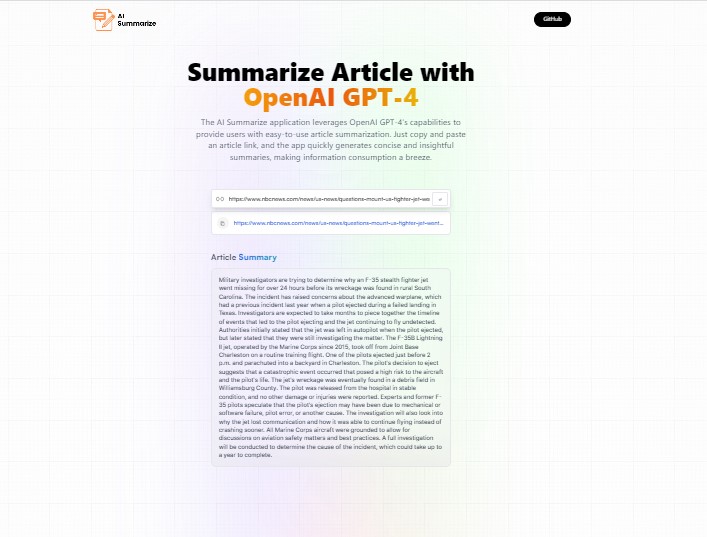 AI
Summarize
GitHub
Summarize Article with
OpenAI GPT-4
The AI Summarize application leverages OpenAI GPT-4's capabilities to
provide users with easy-to-use article summarization. Just copy and paste
an article link, and the app quickly generates concise and insightful
summaries, making information consumption a breeze.
https://www.nbcnews.com/news/us-news/questions-mount-us-fighter-jet-we
https://www.nbcnews.com/news/us-news/questions-mount-us-fighter-jet-went...
Article Summary
Military investigators are trying to determine why an F-35 stealth fighter jet
went missing for over 24 hours before its wreckage was found in rural South
Carolina. The incident has raised concerns about the advanced warplane, which
had a previous incident last year when a pilot ejected during a failed landing in
Texas. Investigators are expected to take months to piece together the timeline
of events that led to the pilot ejecting and the jet continuing to fly undetected.
Authorities initially stated that the jet was left in autopilot when the pilot ejected,
but later stated that they were still investigating the matter. The F-35B Lightning
II jet, operated by the Marine Corps since 2015, took off from Joint Base
Charleston on a routine training flight. One of the pilots ejected just before 2
p.m. and parachuted into a backyard in Charleston. The pilot's decision to eject
suggests that a catastrophic event occurred that posed a high risk to the aircraft
and the pilot's life. The jet's wreckage was eventually found in a debris field in
Williamsburg County. The pilot was released from the hospital in stable
condition, and no other damage or injuries were reported. Experts and former F-
35 pilots speculate that the pilot's ejection may have been due to mechanical or
software failure, pilot error, or another cause. The investigation will also look into
why the jet lost communication and how it was able to continue flying instead of
crashing sooner. All Marine Corps aircraft were grounded to allow for
discussions on aviation safety matters and best practices. A full investigation
will be conducted to determine the cause of the incident, which could take up to
a year to complete.